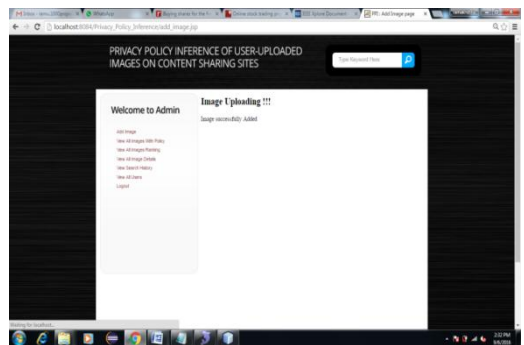 WhatsApp
localhost:8084/Privacy_Policy_Inference/add_image.jsp
PRIVACY POLICY INFERENCE OF USER-UPLOADED
IMAGES ON CONTENT SHARING SITES
Type Keyword Here
Welcome to Admin
Image Uploading !!!
Image successfully Added
Add Image
View All Images With Policy
View All Images Ranking
View All Image Details
View Search History
View All Users
Logout
Waiting for localhost...
2:02 PM